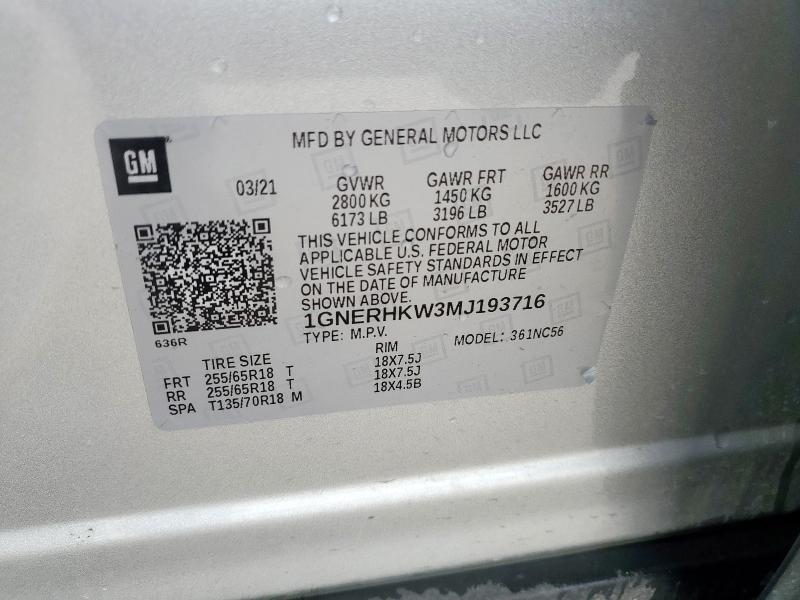 GM
MFD BY GENERAL MOTORS LLC
03/21
GVWR GAWR FRT GAWR RR
2800 KG 1450 KG 1600 KG
6173 LB 3196 LB 3527 LB
THIS VEHICLE CONFORMS TO ALL
APPLICABLE U.S. FEDERAL MOTOR
VEHICLE SAFETY STANDARDS IN EFFECT
ON THE DATE OF MANUFACTURE
SHOWN ABOVE.
1GNERHKW3MJ193716
636R
TYPE: M.P.V. MODEL: 361NC56
TIRE SIZE RIM
FRT 255/65R18 T 18X7.5J
RR 255/65R18 T 18X7.5J
SPA T135/70R18 M 18X4.5B